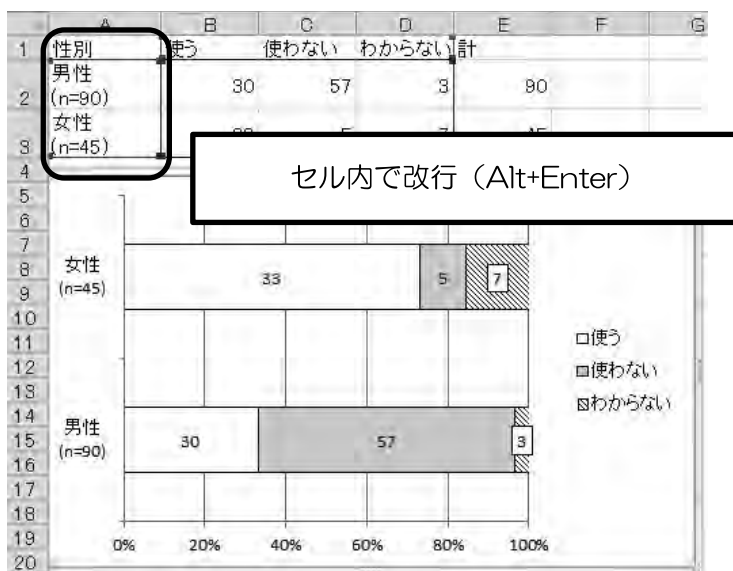 A B C D E F G
1 性別 使う 使わない わからない 計
男性
2 (n=90) 30 57 3 90
女性
3 (n=45)
4
セル内で改行（Alt+Enter）
5
6
7
8 女性
9 (n=45) 33 5 7
10
11 □使う
12 使わない
13 わからない
14 男性
15 (n=90) 30 57 3
16
17
18
19 0% 20% 40% 60% 80% 100%
20